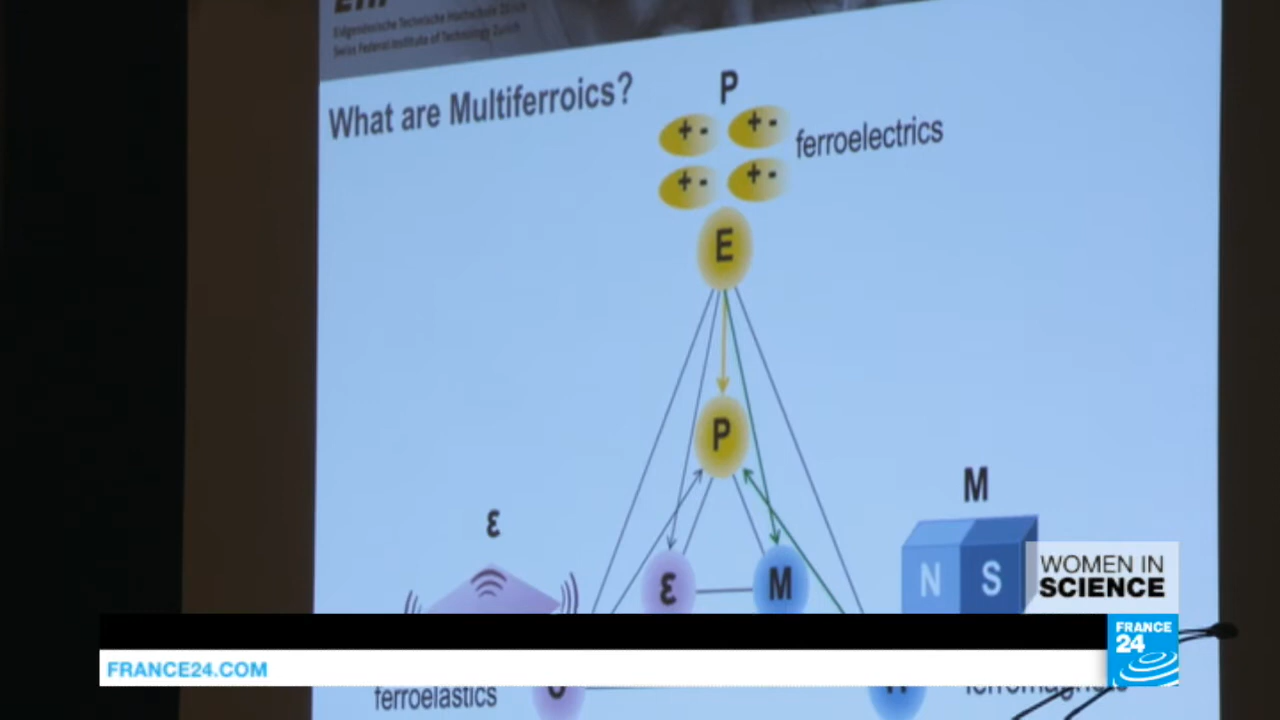 Eidgenössische Technische Hochschule Zürich
Swiss Federal Institute of Technology Zurich
What are Multiferroics?
P
+ - + -
ferroelectrics
+ - + -
E
P
M
ε
N S
WOMEN IN
SCIENCE
ε M
FRANCE
24
FRANCE24.COM
ferroelastics